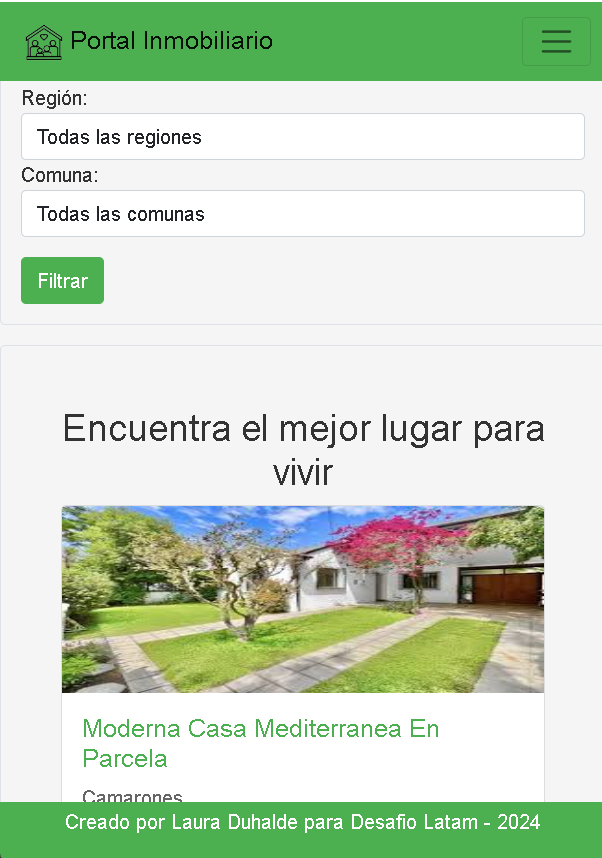 Portal Inmobiliario
Región:
Todas las regiones
Comuna:
Todas las comunas
Filtrar
Encuentra el mejor lugar para
vivir
Moderna Casa Mediterranea En
Parcela
Camarones
Creado por Laura Duhalde para Desafio Latam - 2024